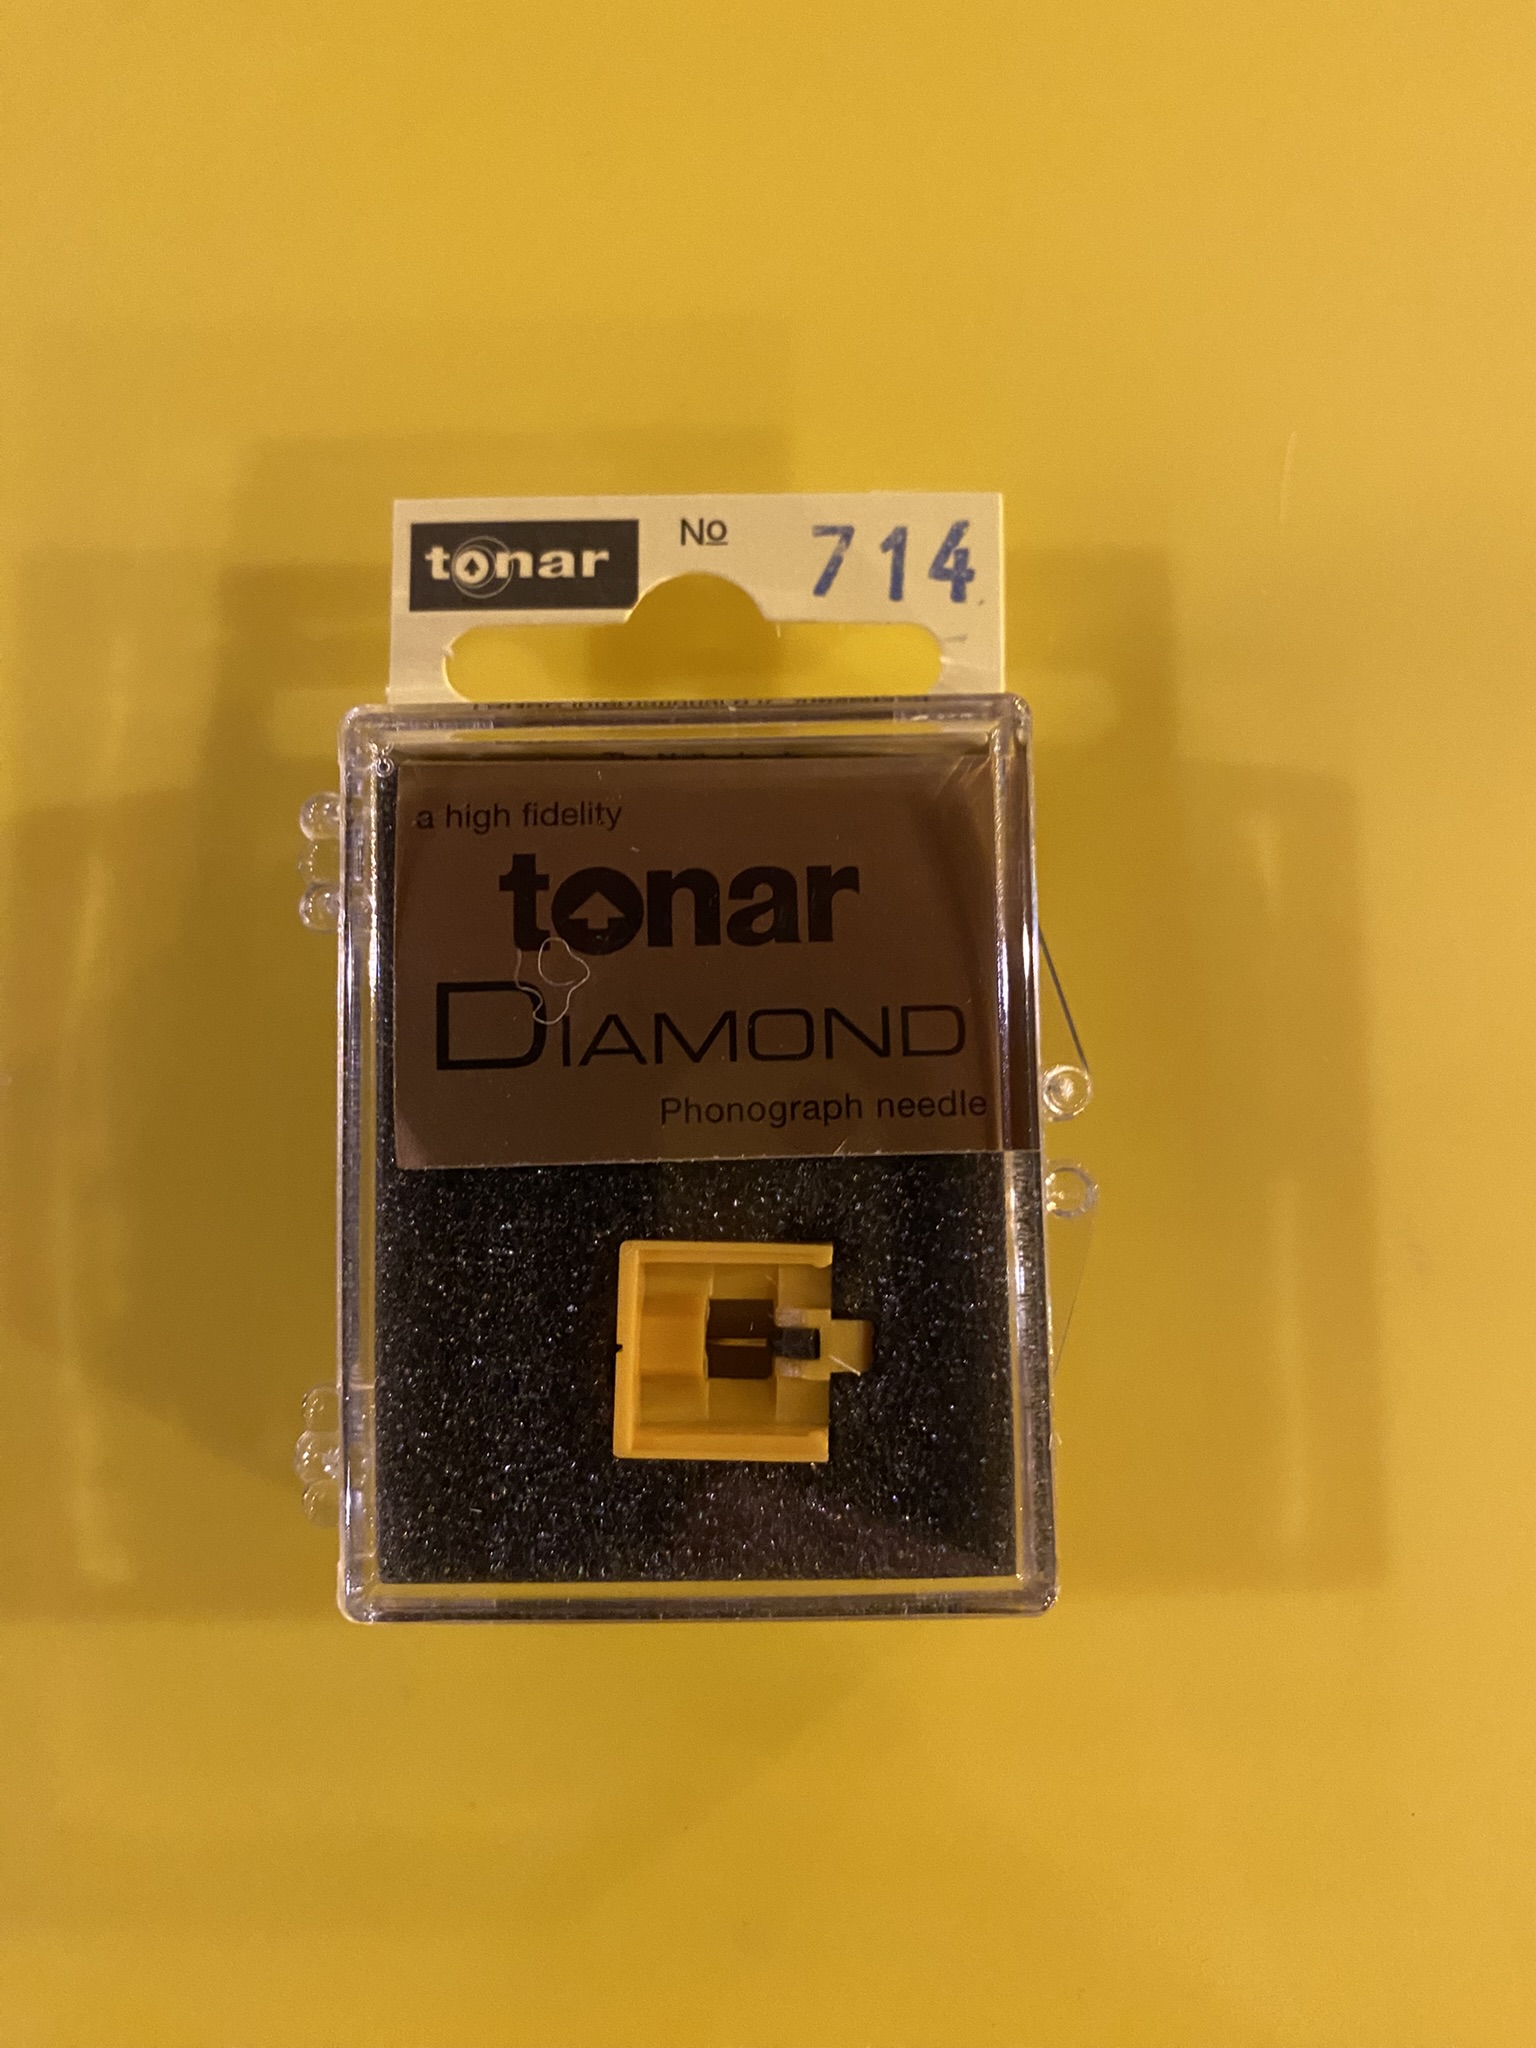 tonar
No 714
a high fidelity
tonar
DIAMOND
Phonograph needle